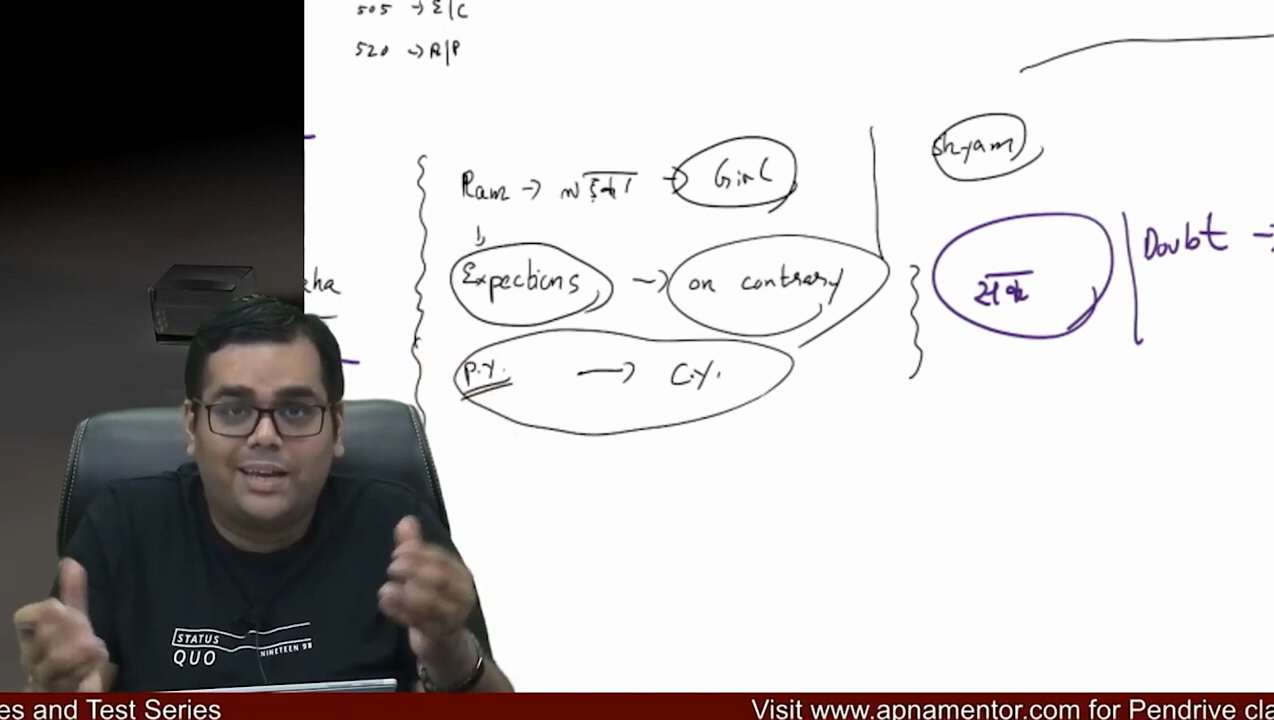 505 → E/C
520 → R/P
Shyam
Ram → → Girl
Doubt →
Expections → on contrary
शक
aha
P.Y. → C.Y.
STATUS
QUO
NINETEEN 98
es and Test Series
Visit www.apnamentor.com for Pendrive cla